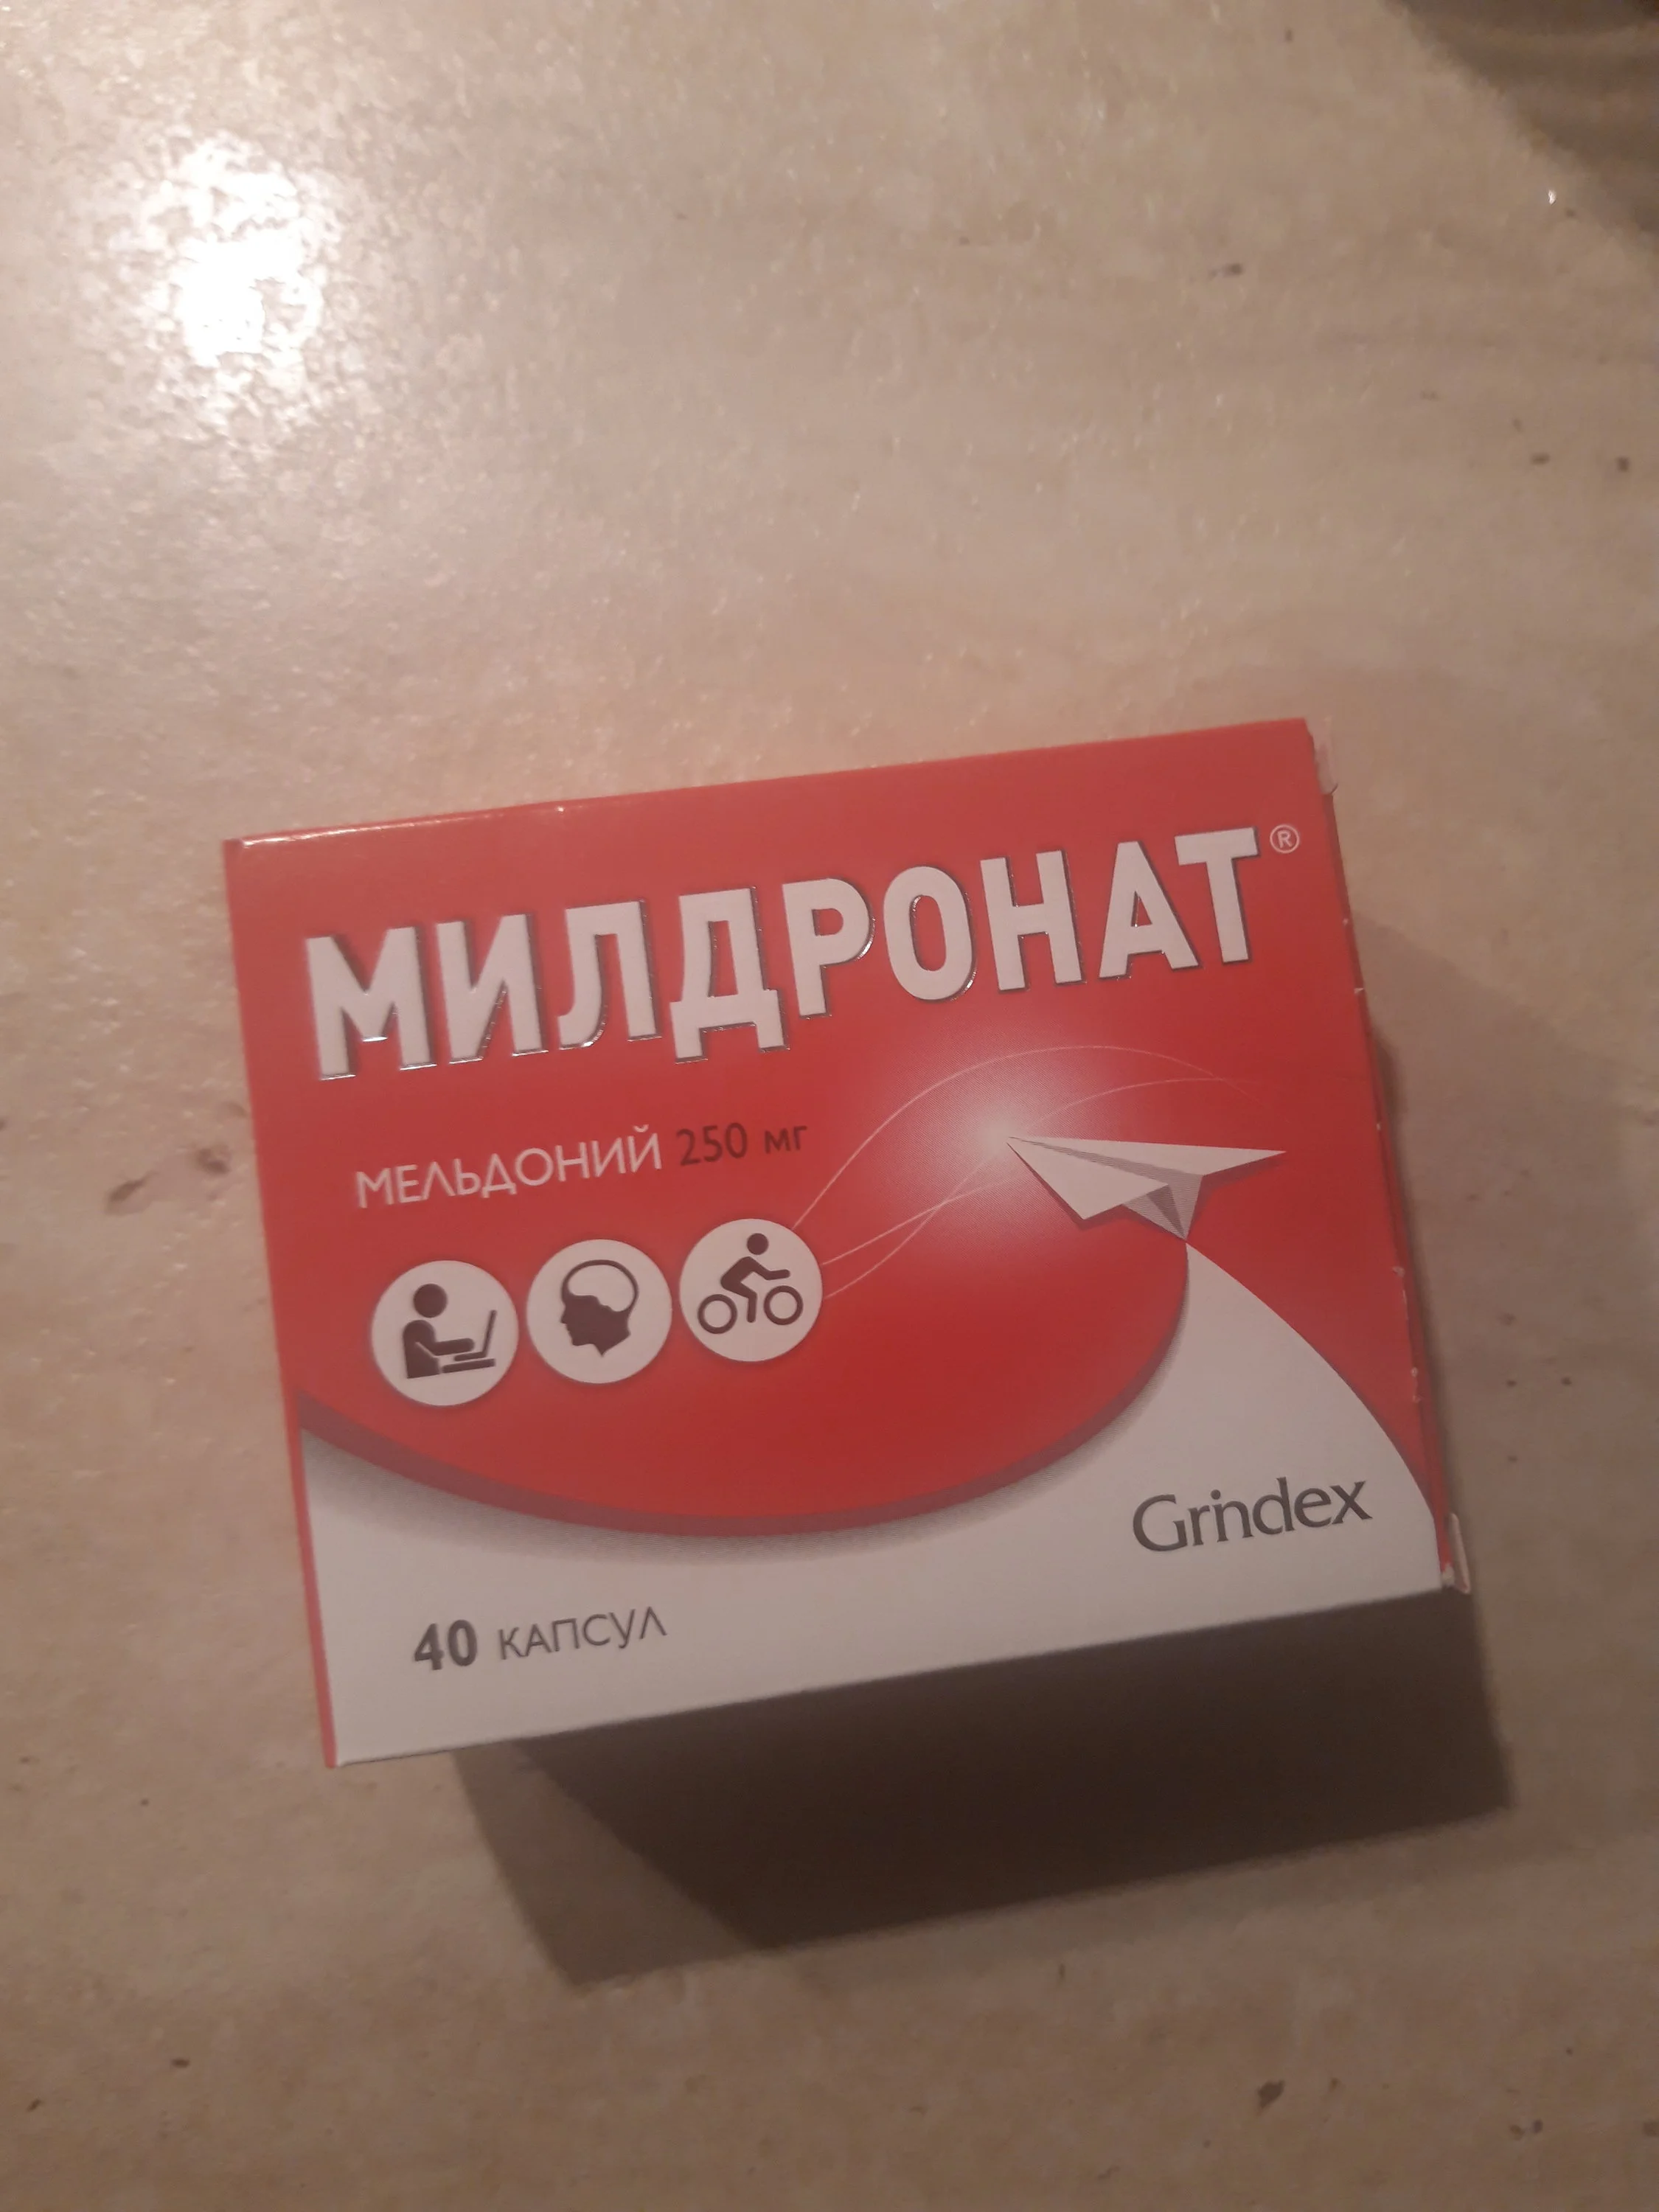 МИЛДРОНАТ®
МЕЛЬДОНИЙ 250 мг
Grindex
40 КАПСУЛ